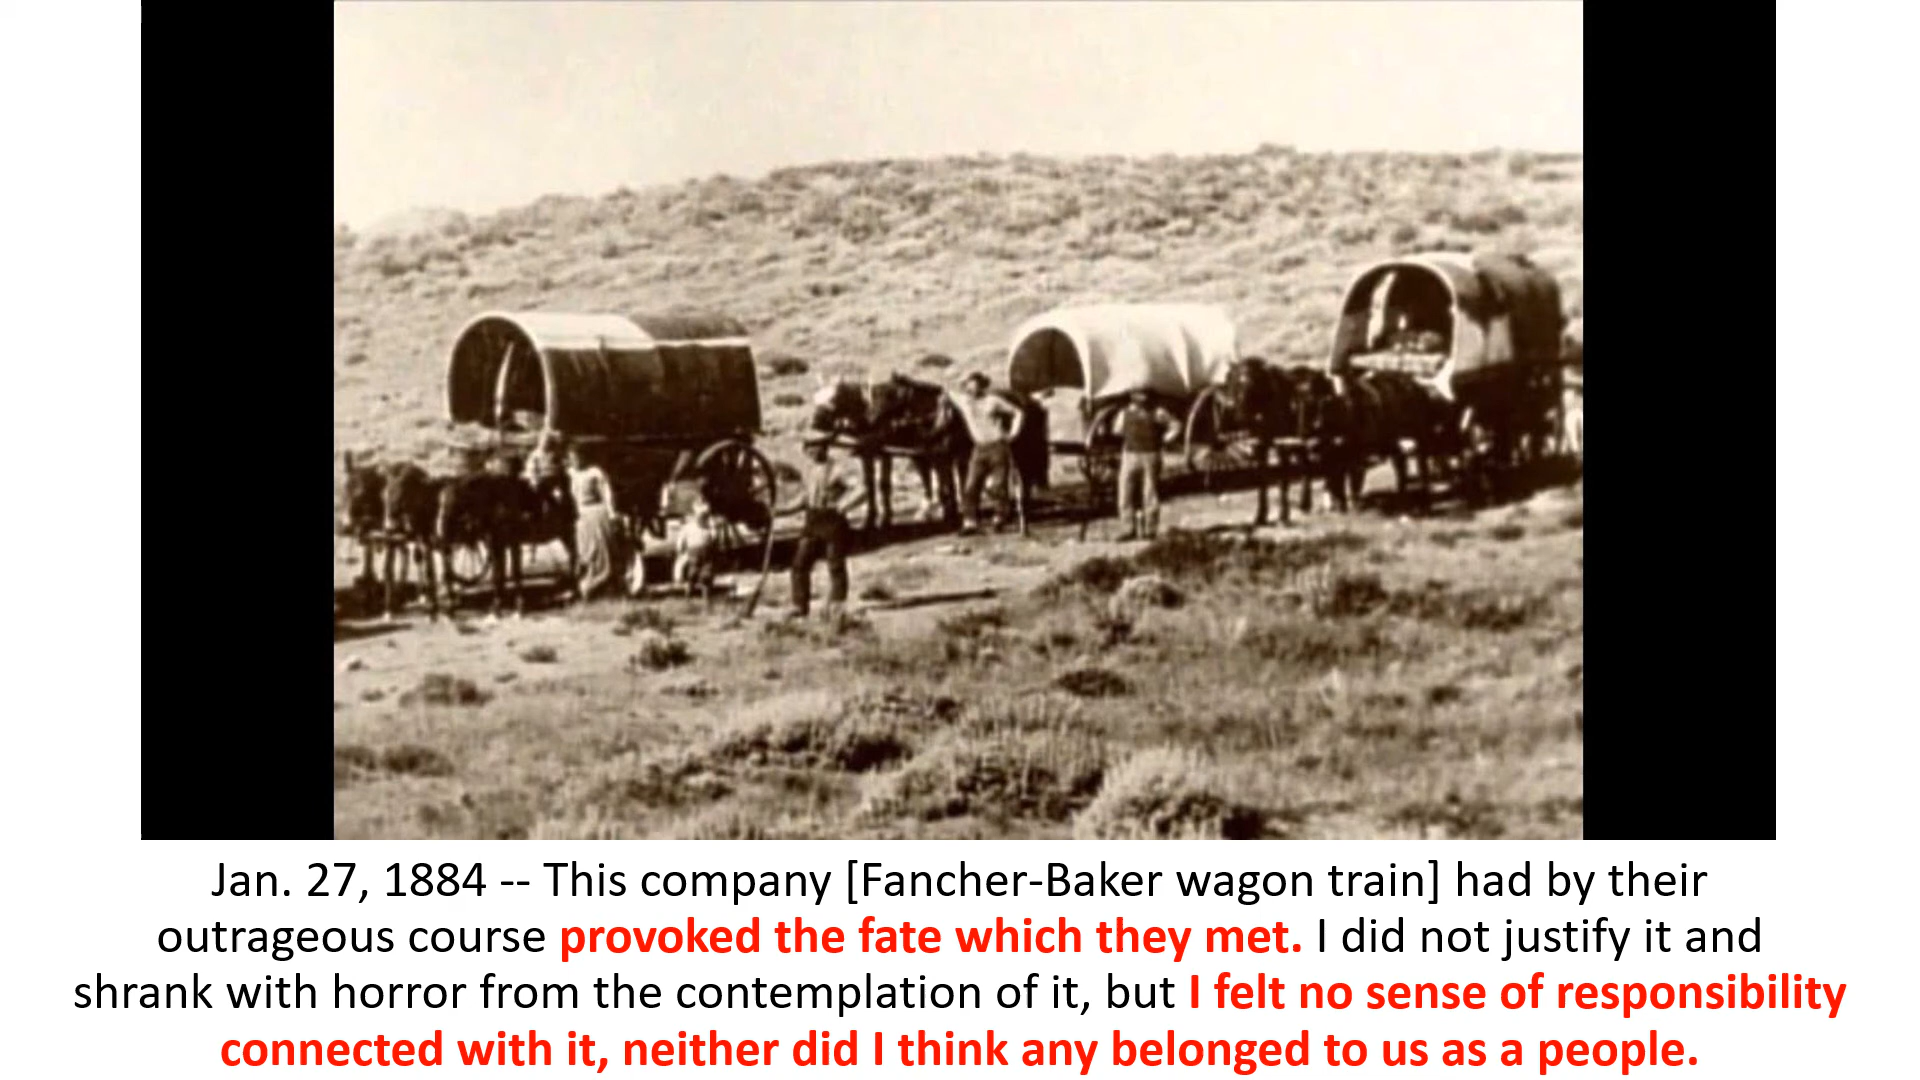 Jan. 27, 1884 -- This company [Fancher-Baker wagon train] had by their
outrageous course provoked the fate which they met. I did not justify it and
shrank with horror from the contemplation of it, but I felt no sense of responsibility
connected with it, neither did I think any belonged to us as a people.